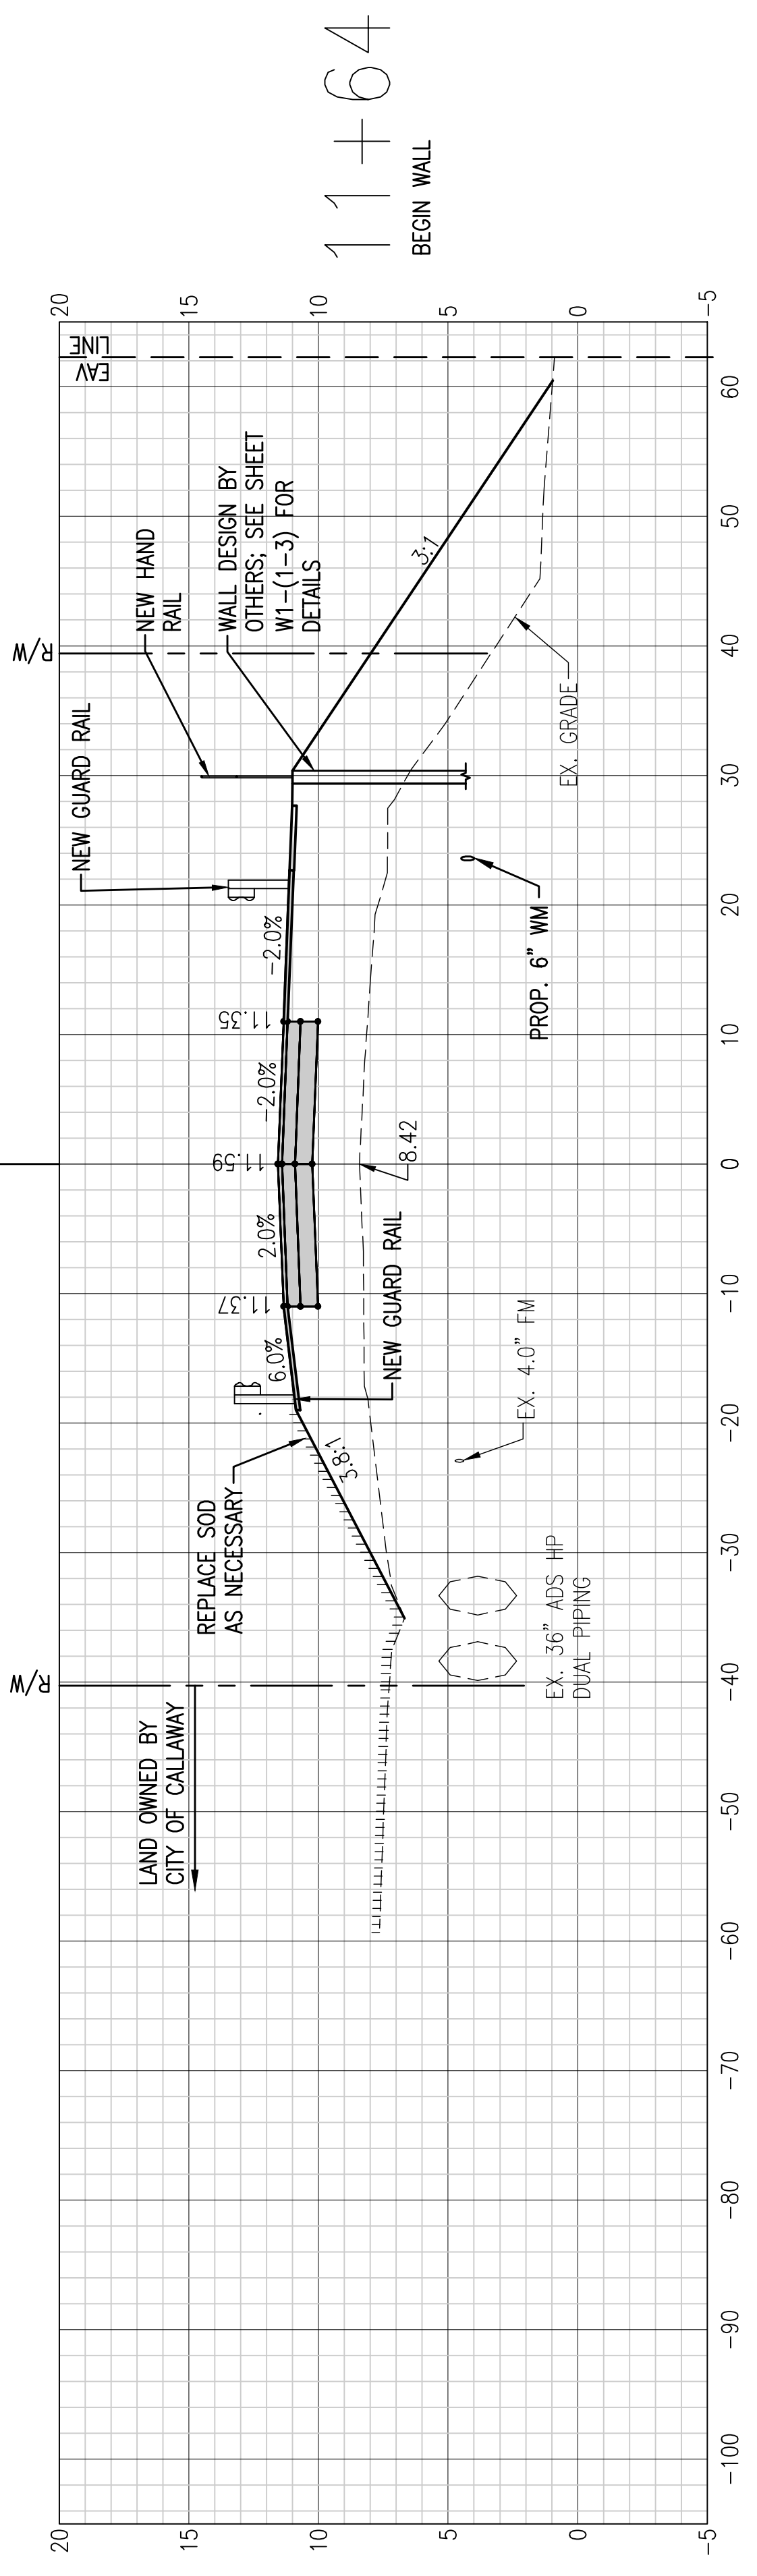 R/W
R/W
EAV
LINE
NEW GUARD RAIL
NEW HAND
RAIL
WALL DESIGN BY
OTHERS; SEE SHEET
W1-(1-3) FOR
DETAILS
LAND OWNED BY
CITY OF CALLAWAY
REPLACE SOD
AS NECESSARY
3.8:1
6.0%
11.37
2.0%
11.59
-2.0%
11.35
-2.0%
3:1
NEW GUARD RAIL
8.42
EX. 36" ADS HP
DUAL PIPING
EX. 4.0" FM
PROP. 6" WM
EX. GRADE
20
15
10
5
0
-5
20
15
10
5
0
-5
-100
-90
-80
-70
-60
-50
-40
-30
-20
-10
0
10
20
30
40
50
60
11+64
BEGIN WALL